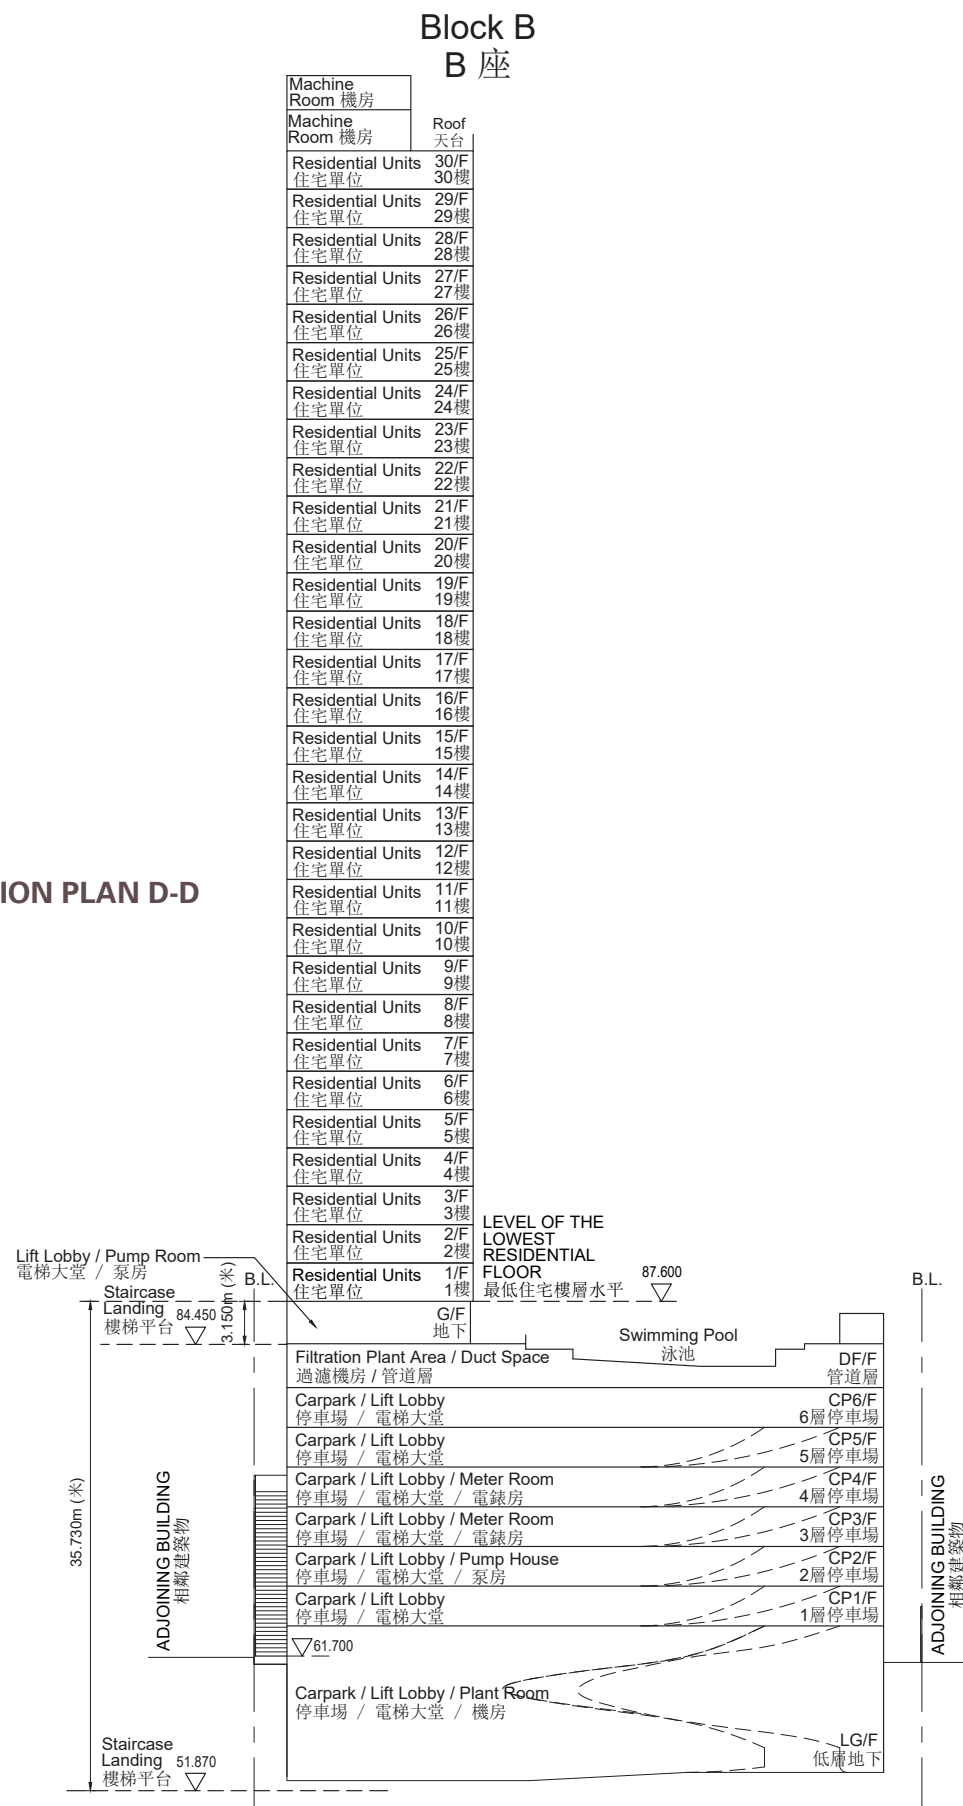 Block B
B 座
Machine
Room 機房
Machine
Room 機房
Roof
天台
Residential Units 30/F
住宅單位 30樓
Residential Units 29/F
住宅單位 29樓
Residential Units 28/F
住宅單位 28樓
Residential Units 27/F
住宅單位 27樓
Residential Units 26/F
住宅單位 26樓
Residential Units 25/F
住宅單位 25樓
Residential Units 24/F
住宅單位 24樓
Residential Units 23/F
住宅單位 23樓
Residential Units 22/F
住宅單位 22樓
Residential Units 21/F
住宅單位 21樓
Residential Units 20/F
住宅單位 20樓
Residential Units 19/F
住宅單位 19樓
Residential Units 18/F
住宅單位 18樓
Residential Units 17/F
住宅單位 17樓
Residential Units 16/F
住宅單位 16樓
Residential Units 15/F
住宅單位 15樓
Residential Units 14/F
住宅單位 14樓
Residential Units 13/F
住宅單位 13樓
Residential Units 12/F
住宅單位 12樓
ION PLAN D-D
Residential Units 11/F
住宅單位 11樓
Residential Units 10/F
住宅單位 10樓
Residential Units 9/F
住宅單位 9樓
Residential Units 8/F
住宅單位 8樓
Residential Units 7/F
住宅單位 7樓
Residential Units 6/F
住宅單位 6樓
Residential Units 5/F
住宅單位 5樓
Residential Units 4/F
住宅單位 4樓
Residential Units 3/F
住宅單位 3樓
Residential Units 2/F
住宅單位 2樓
Residential Units 1/F
住宅單位 1樓
LEVEL OF THE
LOWEST
RESIDENTIAL
FLOOR
最低住宅樓層水平
87.600
Lift Lobby / Pump Room
電梯大堂 / 泵房
B.L.
B.L.
Staircase
Landing
樓梯平台
84.450
3.150m (米)
G/F
地下
Swimming Pool
泳池
Filtration Plant Area / Duct Space DF/F
過濾機房 / 管道層 管道層
Carpark / Lift Lobby CP6/F
停車場 / 電梯大堂 6層停車場
Carpark / Lift Lobby CP5/F
停車場 / 電梯大堂 5層停車場
Carpark / Lift Lobby / Meter Room CP4/F
停車場 / 電梯大堂 / 電錶房 4層停車場
Carpark / Lift Lobby / Meter Room CP3/F
停車場 / 電梯大堂 / 電錶房 3層停車場
Carpark / Lift Lobby / Pump House CP2/F
停車場 / 電梯大堂 / 泵房 2層停車場
Carpark / Lift Lobby CP1/F
停車場 / 電梯大堂 1層停車場
35.730m (米)
ADJOINING BUILDING
相鄰建築物
ADJOINING BUILDING
相鄰建築物
61.700
Carpark / Lift Lobby / Plant Room
停車場 / 電梯大堂 / 機房
LG/F
低層地下
Staircase
Landing
樓梯平台
51.870